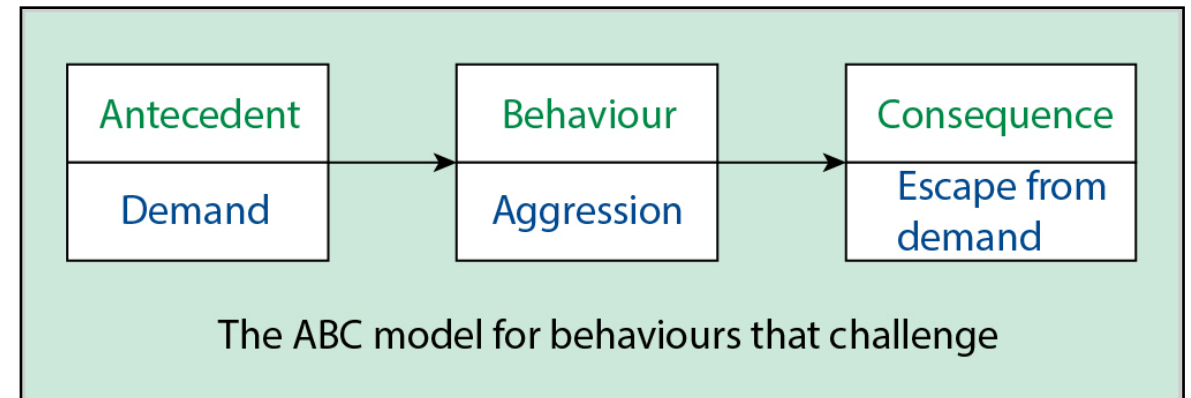 Antecedent
Demand
Behaviour
Aggression
Consequence
Escape from
demand
The ABC model for behaviours that challenge